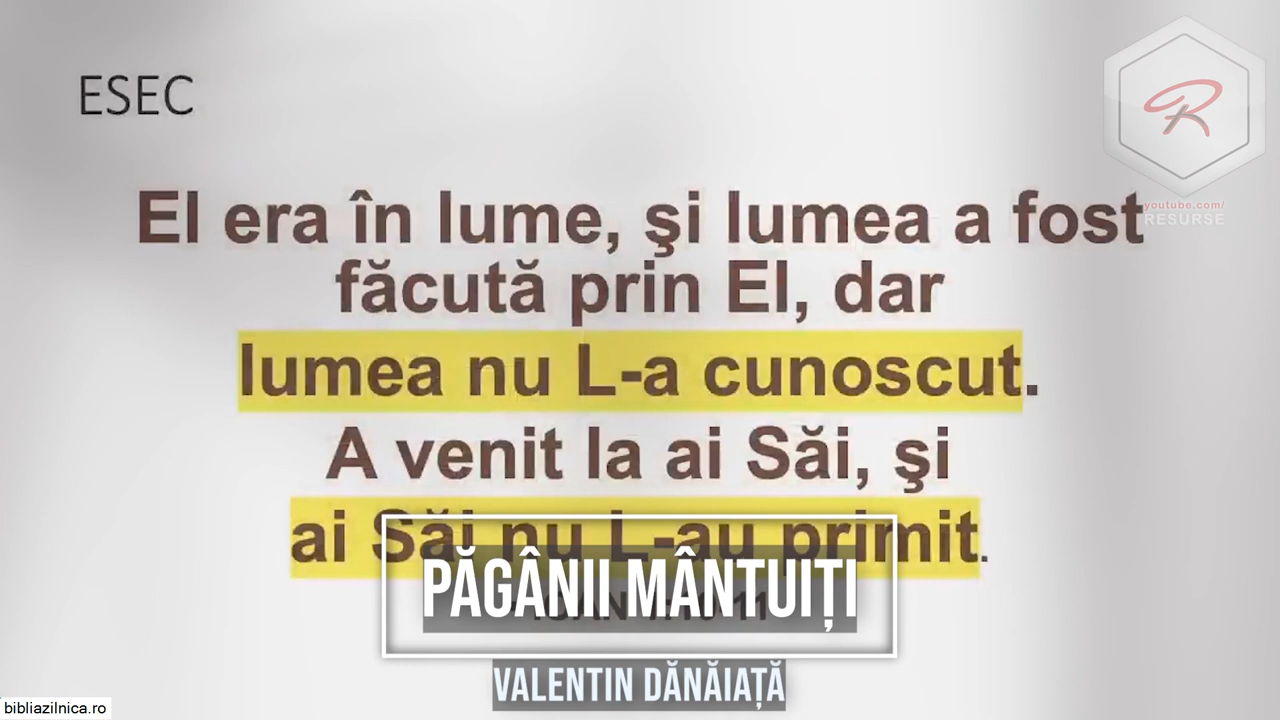 ESEC
R
youtube.com/
RESURSE
El era în lume, şi lumea a fost
făcută prin El, dar
lumea nu L-a cunoscut.
A venit la ai Săi, şi
ai Săi nu L-au primit.
PĂGÂNII MÂNTUIȚI
VALENTIN DĂNĂIAȚĂ
bibliazilnica.ro